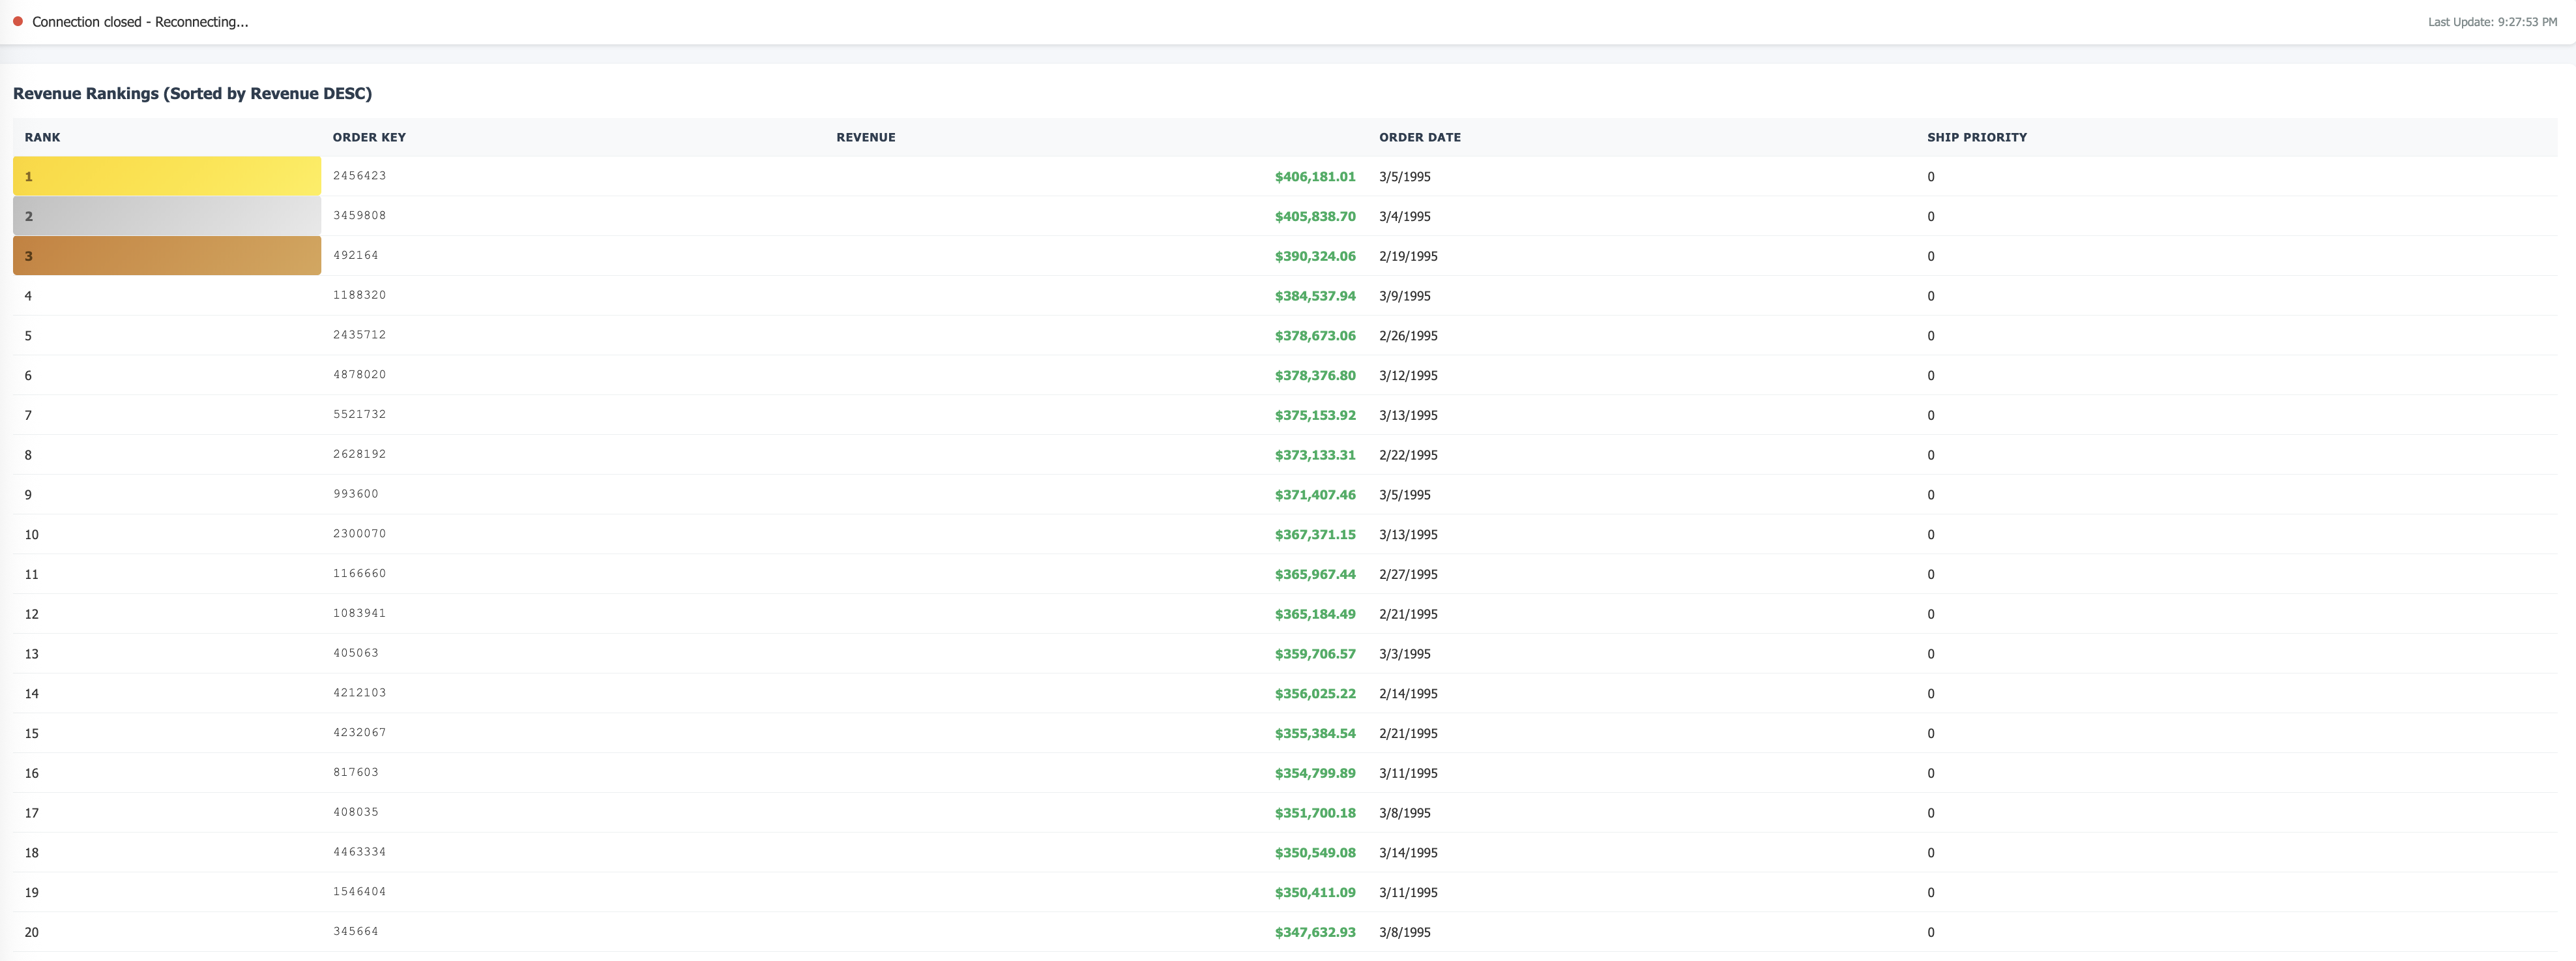 Connection closed - Reconnecting... Last Update: 9:27:53 PM
Revenue Rankings (Sorted by Revenue DESC)
RANK ORDER KEY REVENUE ORDER DATE SHIP PRIORITY
1 2456423 $406,181.01 3/5/1995 0
2 3459808 $405,838.70 3/4/1995 0
3 492164 $390,324.06 2/19/1995 0
4 1188320 $384,537.94 3/9/1995 0
5 2435712 $378,673.06 2/26/1995 0
6 4878020 $378,376.80 3/12/1995 0
7 5521732 $375,153.92 3/13/1995 0
8 2628192 $373,133.31 2/22/1995 0
9 993600 $371,407.46 3/5/1995 0
10 2300070 $367,371.15 3/13/1995 0
11 1166660 $365,967.44 2/27/1995 0
12 1083941 $365,184.49 2/21/1995 0
13 405063 $359,706.57 3/3/1995 0
14 4212103 $356,025.22 2/14/1995 0
15 4232067 $355,384.54 2/21/1995 0
16 817603 $354,799.89 3/11/1995 0
17 408035 $351,700.18 3/8/1995 0
18 4463334 $350,549.08 3/14/1995 0
19 1546404 $350,411.09 3/11/1995 0
20 345664 $347,632.93 3/8/1995 0